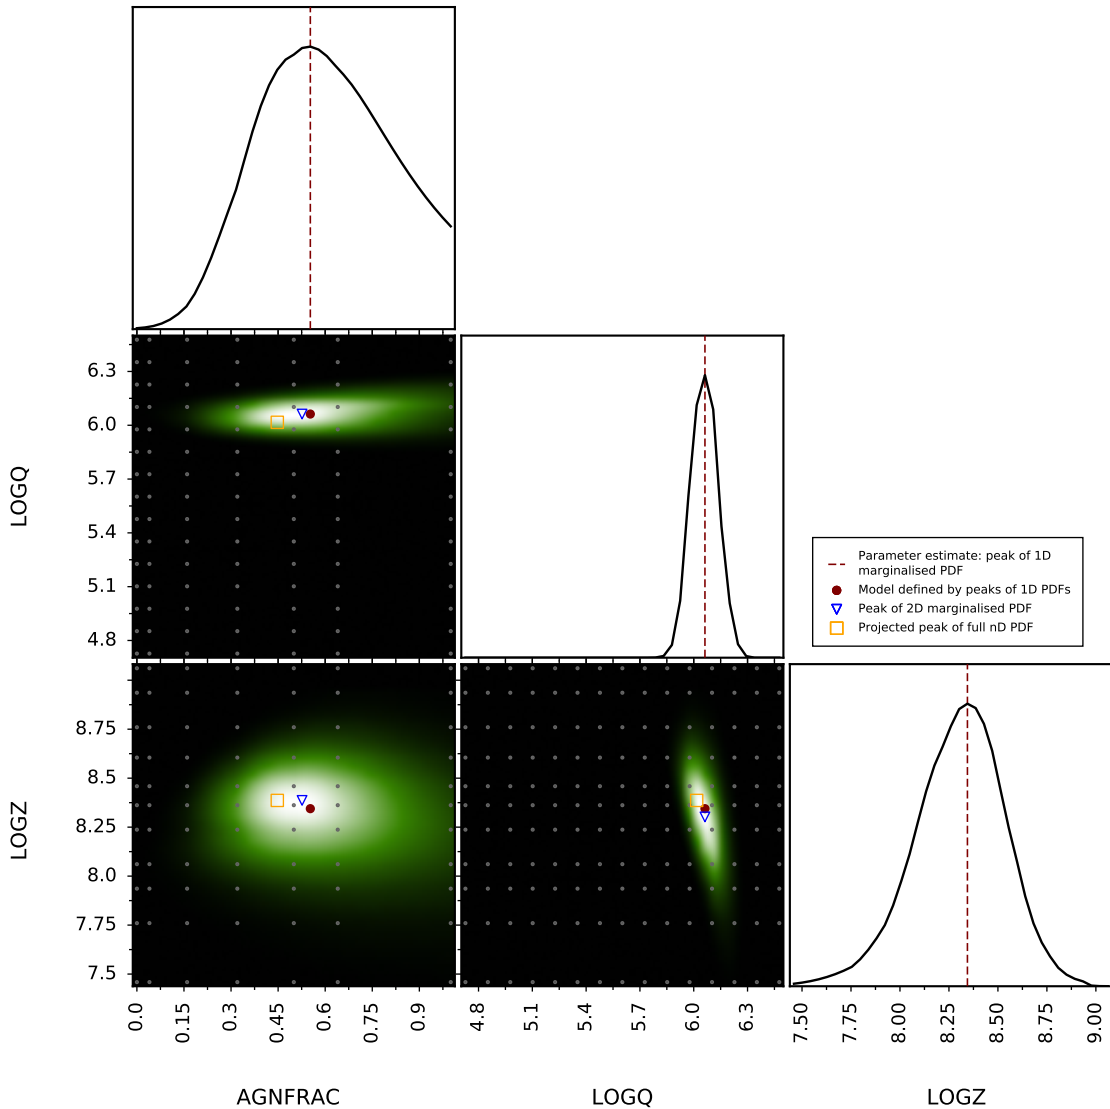 6.3
6.0
5.7
5.4
5.1
4.8
LOGQ
Parameter estimate: peak of 1D
marginalised PDF
Model defined by peaks of 1D PDFs
Peak of 2D marginalised PDF
Projected peak of full nD PDF
8.75
8.5
8.25
8.0
7.75
7.5
LOGZ
0.0 0.15 0.3 0.45 0.6 0.75 0.9
4.8 5.1 5.4 5.7 6.0 6.3
7.50 7.75 8.00 8.25 8.50 8.75 9.00
AGNFRAC
LOGQ
LOGZ